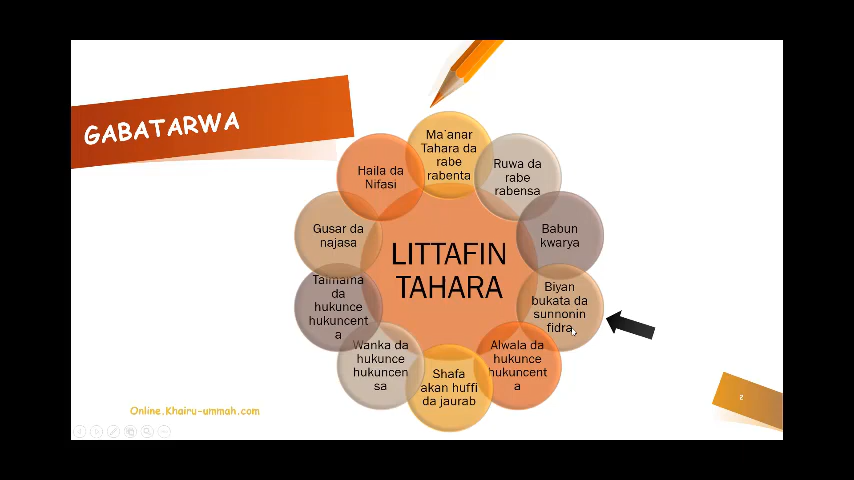 GABATARWA
Ma`anar
Tahara da
rabe
rabenta
Ruwa da
rabe
rabensa
Babun
kwarya
Biyan
bukata da
sunnonin
fidra
Alwala da
hukunce
hukuncent
a
Shafa
akan huffi
da jaurab
Wanka da
hukunce
hukuncen
sa
Taimama
da
hukunce
hukuncent
a
Gusar da
najasa
Haila da
Nifasi
LITTAFIN
TAHARA
Online.Khairu-ummah.com
2